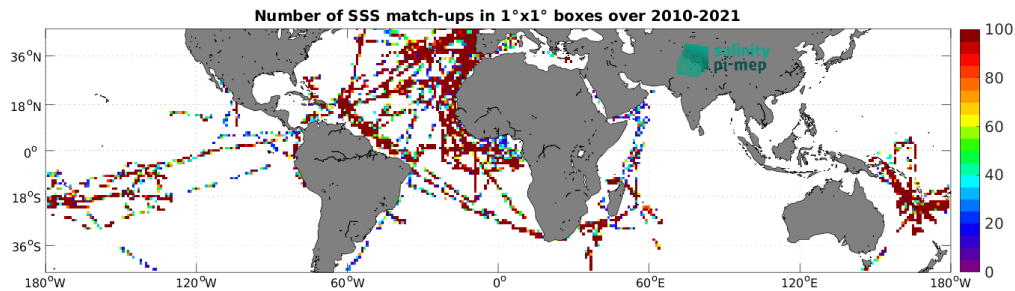 Number of SSS match-ups in 1°x1° boxes over 2010-2021
salinity
pi-mep
36°N
18°N
0°
18°S
36°S
180°W
120°W
60°W
0°
60°E
120°E
180°W
100
80
60
40
20
0